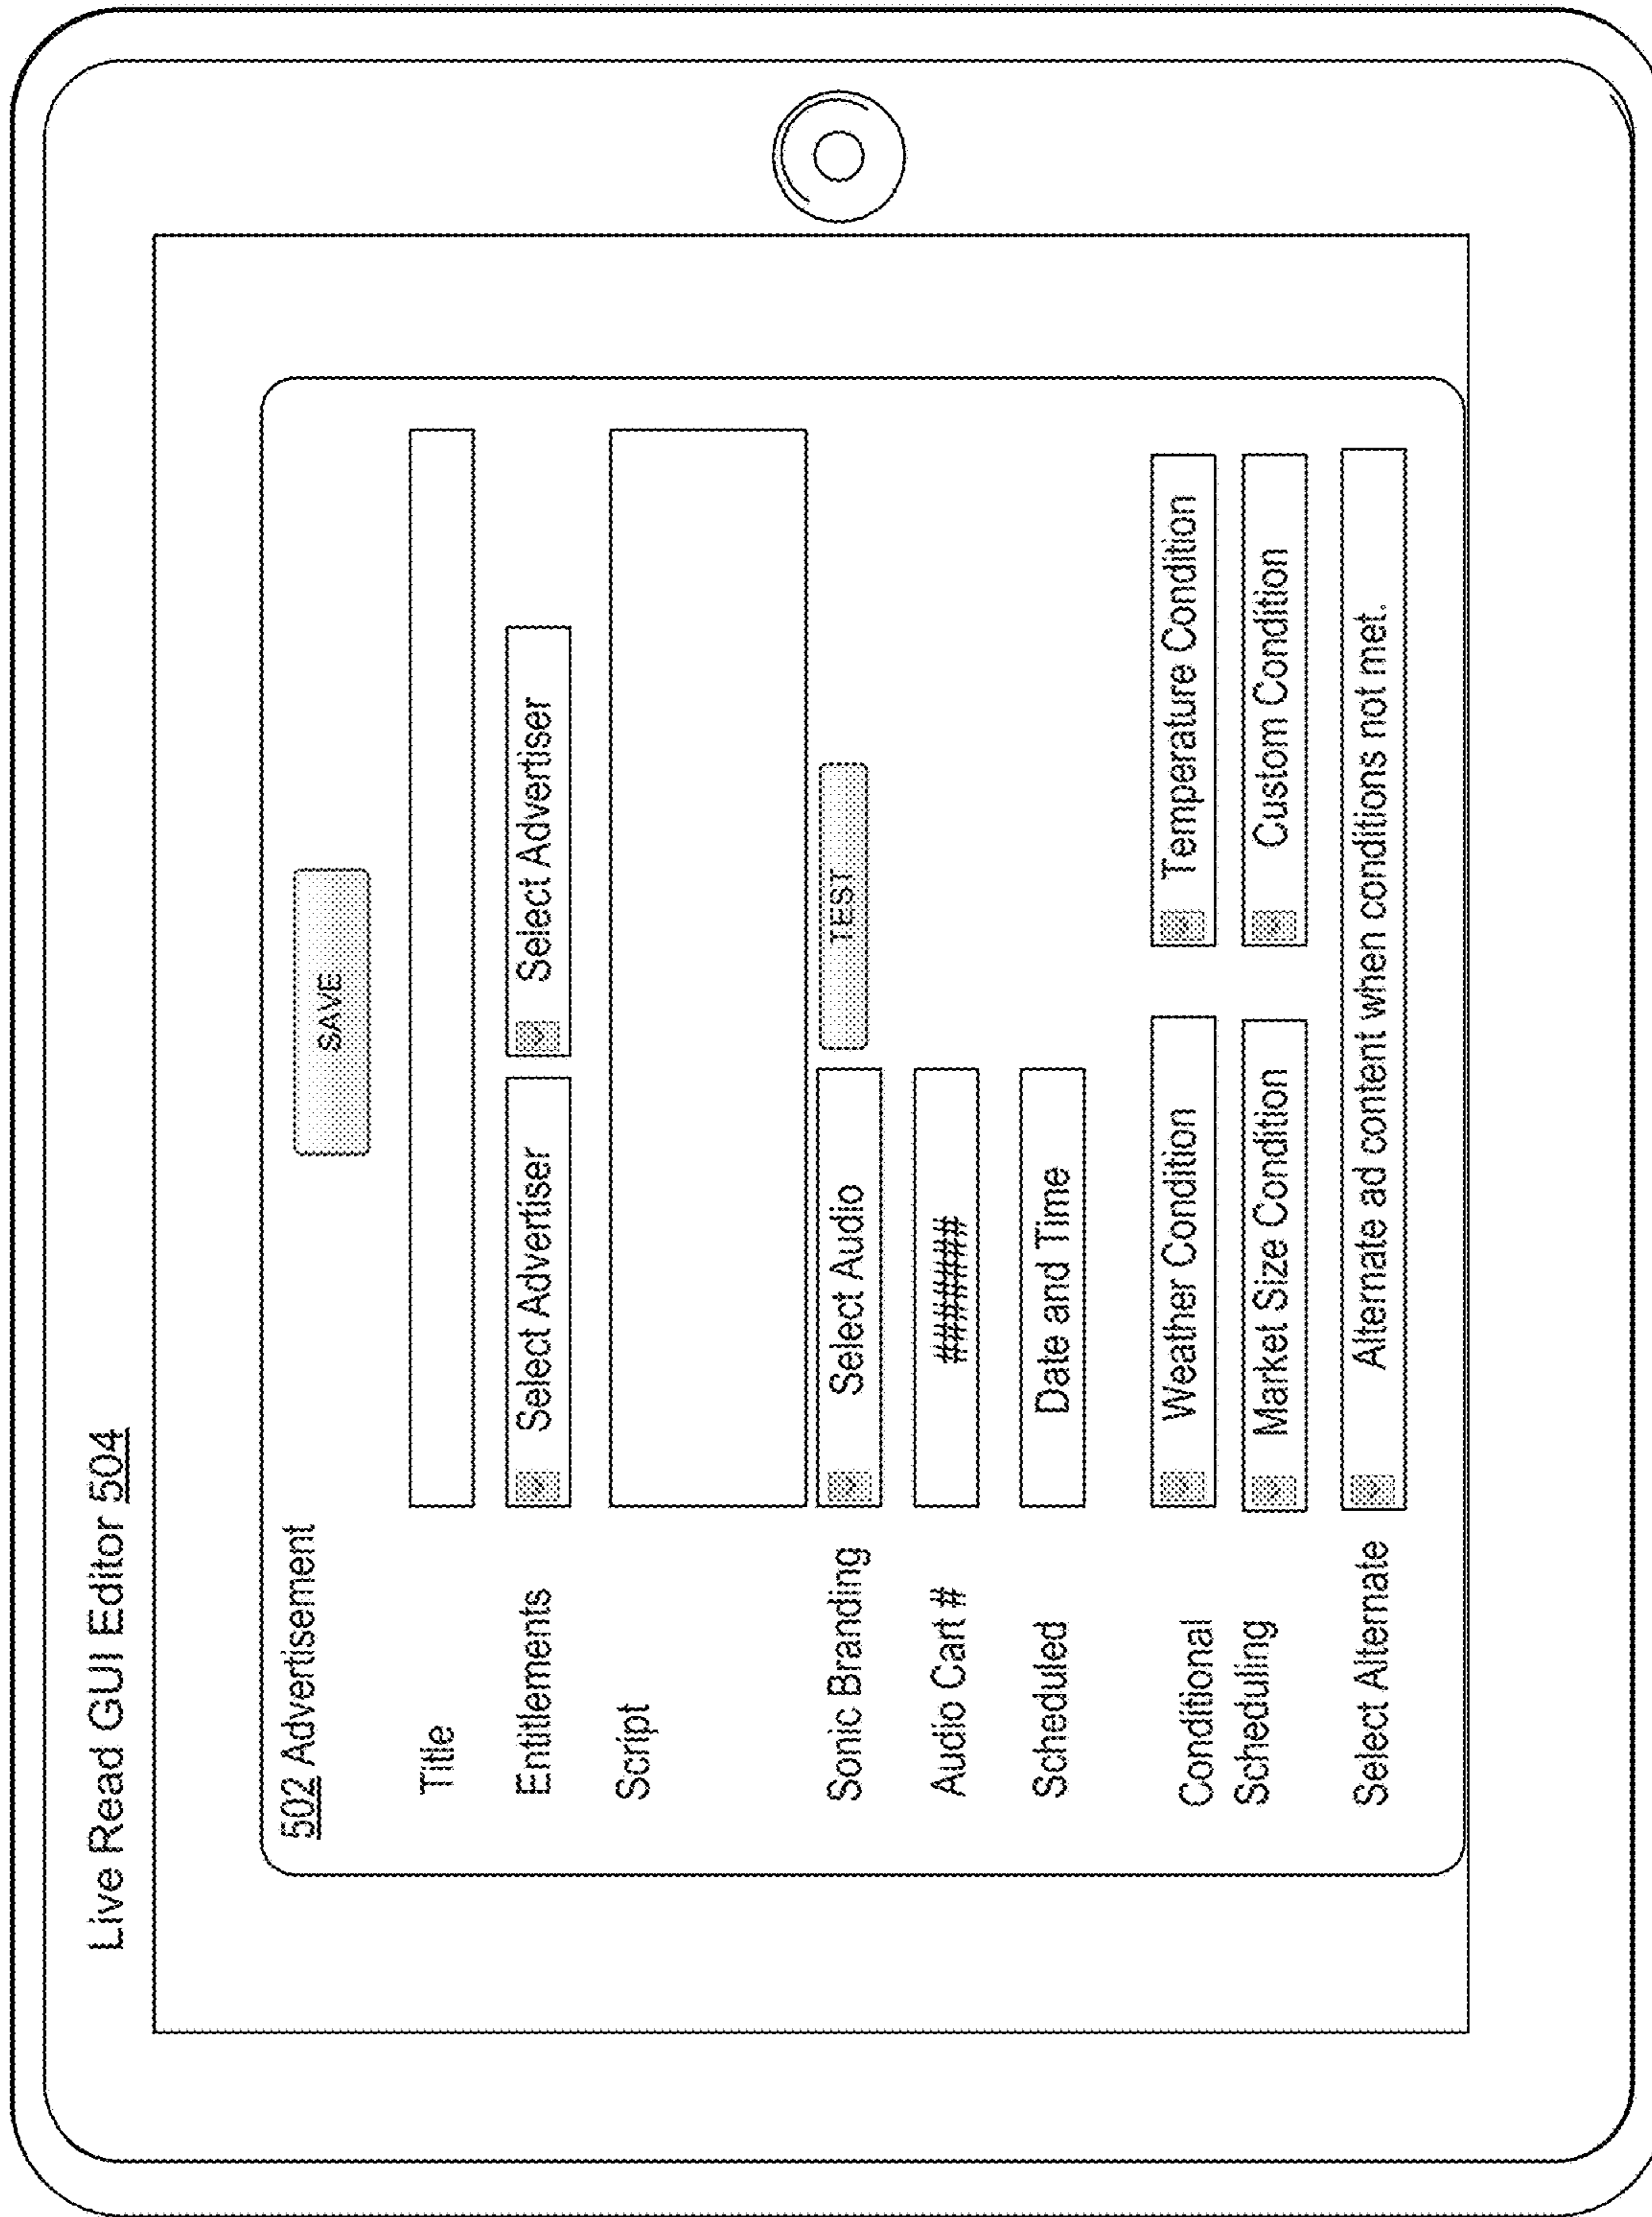 Live Read GUI Editor 504
502 Advertisement
SAVE
Title
Entitlements Select Advertiser Select Advertiser
Script
Sonic Branding Select Audio TEST
Audio Cart # #######
Scheduled Date and Time
Conditional Weather Condition Temperature Condition
Scheduling Market Size Condition Custom Condition
Select Alternate Alternate ad content when conditions not met.